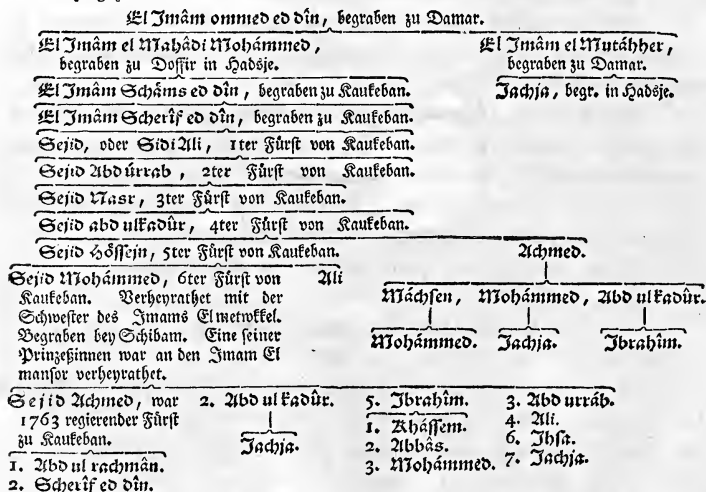 El Imâm ommed ed dîn, begraben zu Damar.
El Imâm el Mahâdi Mohámmed,
begraben zu Doffir in Hadsje.
El Imâm el Mutáhher,
begraben zu Damar.
El Imâm Schâms ed dîn, begraben zu Kaukeban.
Jachja, begr. in Hadsje.
El Imâm Scherîf ed dîn, begraben zu Kaukeban.
Sejid, oder Sidi Ali, 1ter Fürst von Kaukeban.
Sejid Abd úrrab, 2ter Fürst von Kaukeban.
Sejid Nasr, 3ter Fürst von Kaukeban.
Sejid abd ulkadûr, 4ter Fürst von Kaukeban.
Sejid Hössejn, 5ter Fürst von Kaukeban.
Achmed.
Sejid Mohámmed, 6ter Fürst von
Kaukeban. Verheyrathet mit der
Schwester des Imams El metwkkel.
Begraben bey Schibam. Eine seiner
Prinzeßinnen war an den Imam El
mansor verheyrathet.
Ali
Máchsen, Mohámmed, Abd ul kadûr.
Mohámmed. Jachja. Ibrahîm.
Sejid Achmed, war
1763 regierender Fürst
zu Kaukeban.
1. Abd ul rachmân.
2. Scherîf ed dîn.
2. Abd ul kadûr.
Jachja.
5. Ibrahîm.
1. Khássem.
2. Abbâs.
3. Mohámmed.
3. Abd urráb.
4. Ali.
6. Ihsa.
7. Jachja.